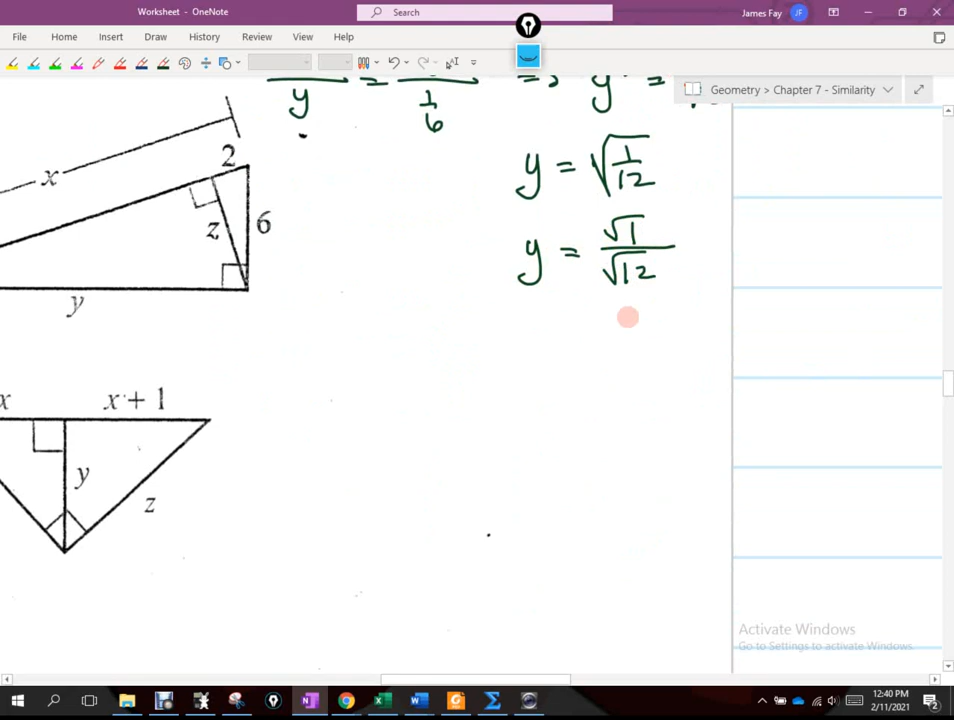 Worksheet - OneNote
Search
James Fay JF
File Home Insert Draw History Review View Help
Geometry > Chapter 7 - Similarity
y = 1/6 => y =
y = √(1/12)
x 2
z 6
y = √1/√12
y
x x + 1
y
z
Activate Windows
Go to Settings to activate Windows.
12:40 PM
2/11/2021